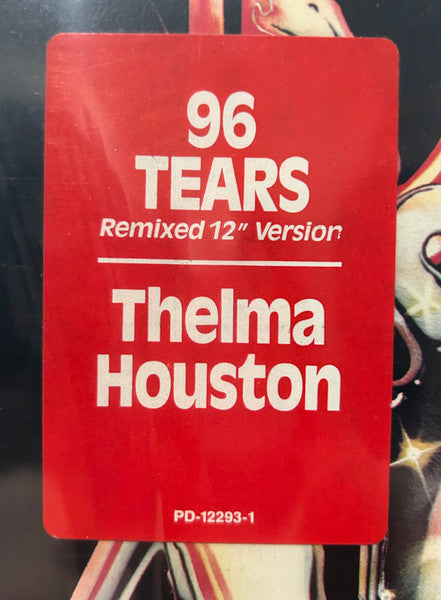 96
TEARS
Remixed 12" Version
Thelma
Houston
PD-12293-1